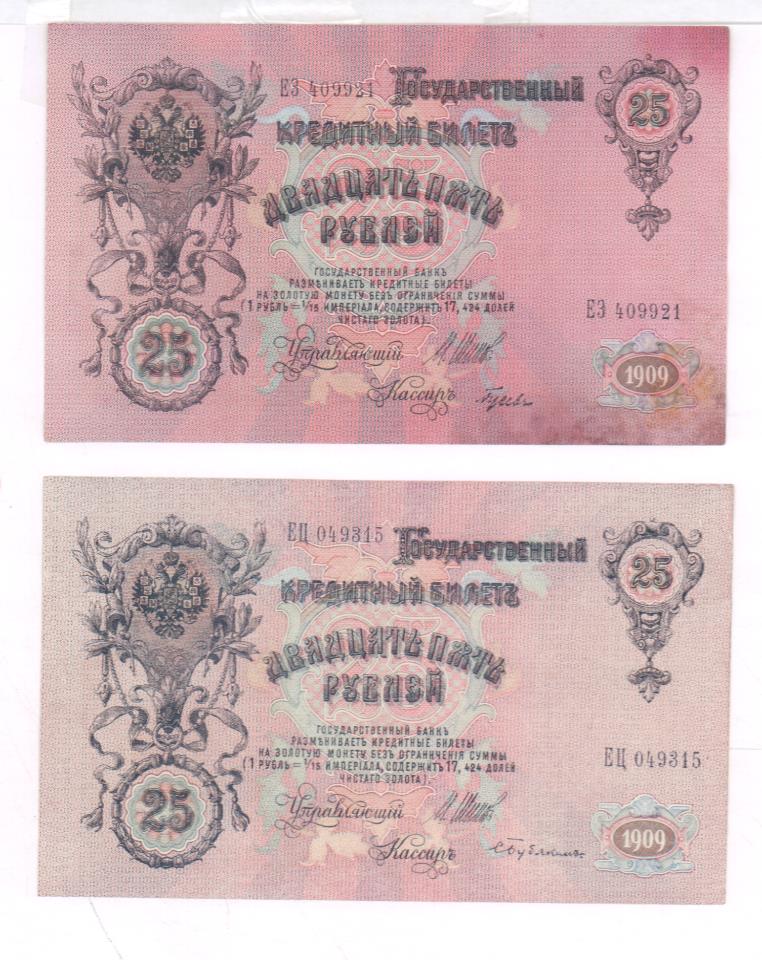 ЕЭ 409921 Государственный
25
Кредитный Билетъ
Двадцать пять
рублей
ГОСУДАРСТВЕННЫЙ БАНКЪ
РАЗМѢНИВАЕТЪ КРЕДИТНЫЕ БИЛЕТЫ
НА ЗОЛОТУЮ МОНЕТУ БЕЗЪ ОГРАНИЧЕНІЯ СУММЫ
(1 РУБЛЬ = 1/15 ИМПЕРІАЛА, СОДЕРЖИТЪ 17, 424 ДОЛЕЙ
ЧИСТАГО ЗОЛОТА).
ЕЭ 409921
25
Управляющій
1909
Кассиръ
ЕЦ 049315 Государственный
25
Кредитный Билетъ
Двадцать пять
рублей
ГОСУДАРСТВЕННЫЙ БАНКЪ
РАЗМѢНИВАЕТЪ КРЕДИТНЫЕ БИЛЕТЫ
НА ЗОЛОТУЮ МОНЕТУ БЕЗЪ ОГРАНИЧЕНІЯ СУММЫ
(1 РУБЛЬ = 1/15 ИМПЕРІАЛА, СОДЕРЖИТЪ 17, 424 ДОЛЕЙ
ЧИСТАГО ЗОЛОТА).
ЕЦ 049315
25
Управляющій
1909
Кассиръ